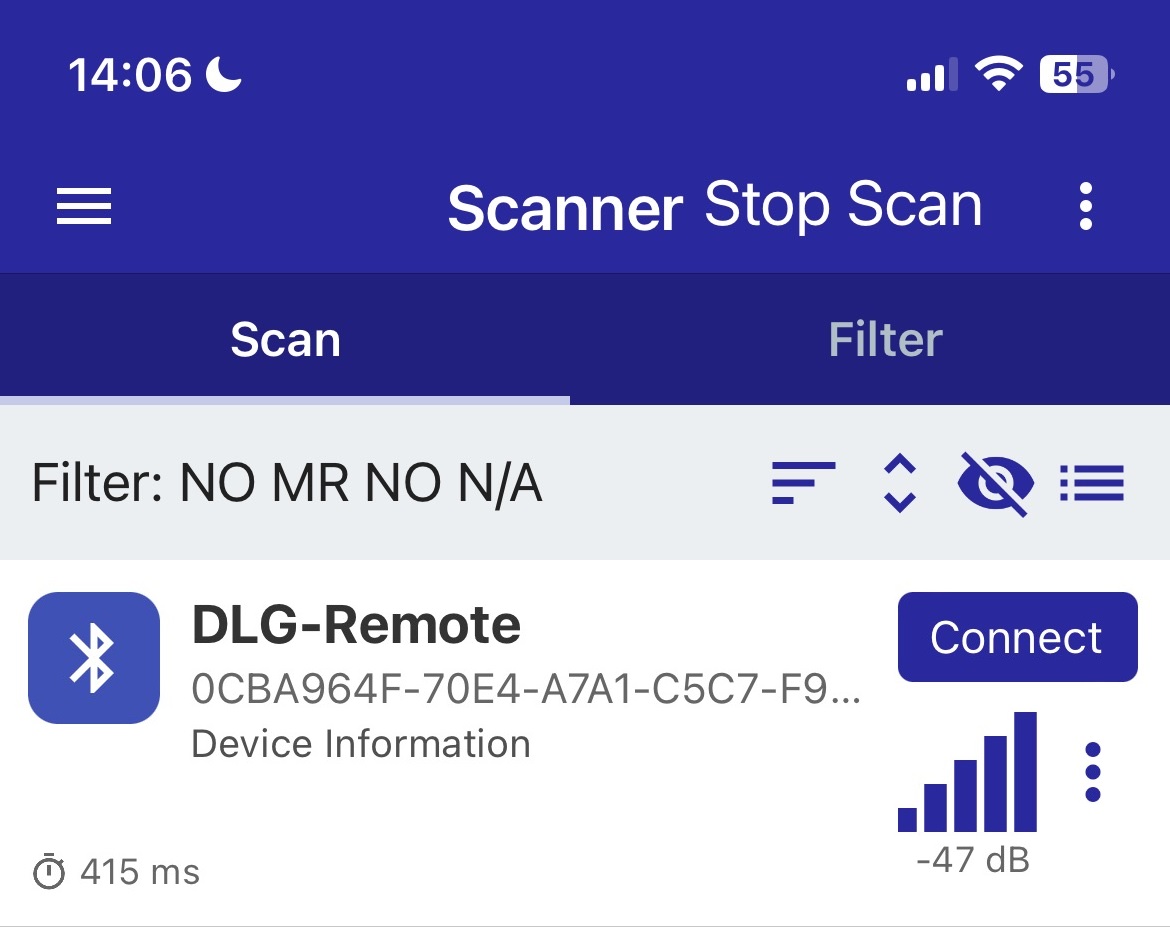 14:06 55
Scanner Stop Scan
Scan Filter
Filter: NO MR NO N/A
DLG-Remote Connect
0CBA964F-70E4-A7A1-C5C7-F9...
Device Information
-47 dB
415 ms